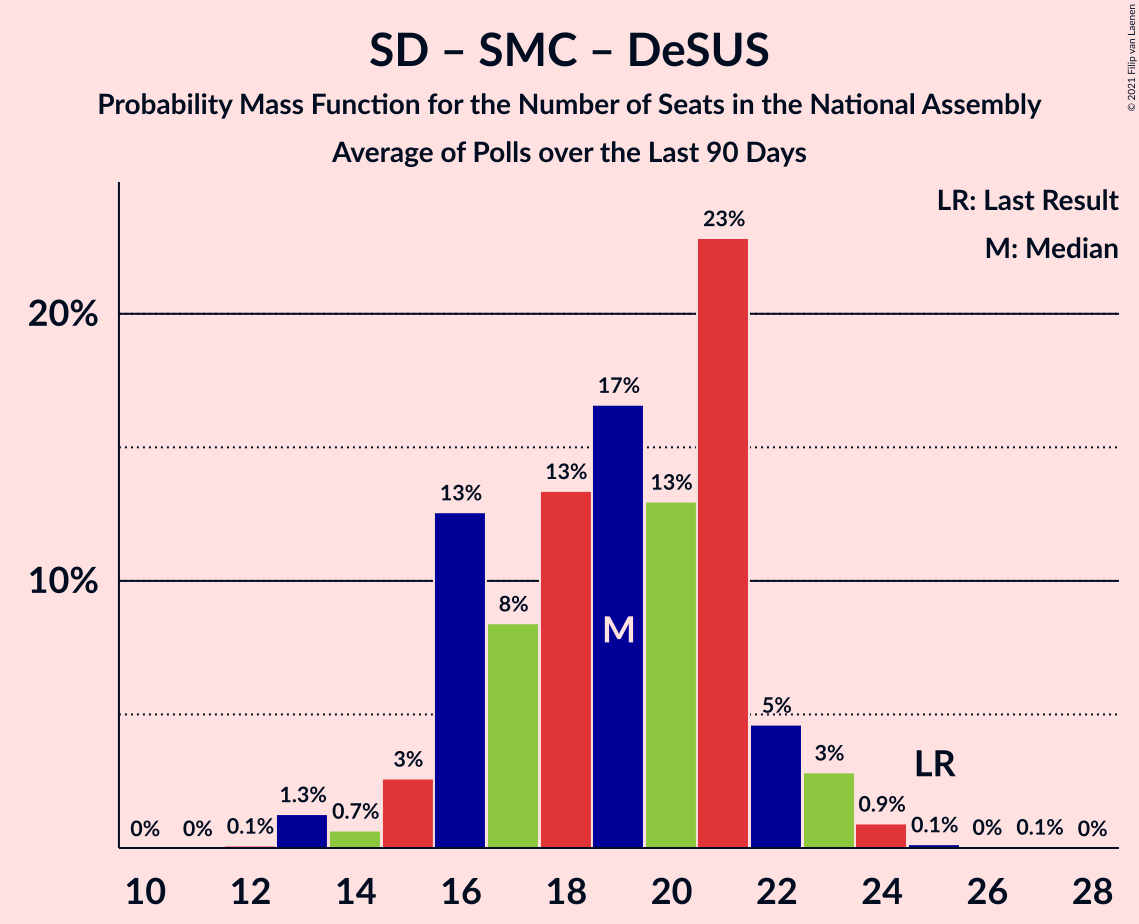 SD – SMC – DeSUS
Probability Mass Function for the Number of Seats in the National Assembly
Average of Polls over the Last 90 Days
© 2021 Filip van Laenen
LR: Last Result
M: Median
20%
10%
0%
0%
0.1%
1.3%
0.7%
3%
13%
8%
13%
17%
13%
23%
5%
3%
0.9%
0.1%
0%
0.1%
0%
M
LR
10 12 14 16 18 20 22 24 26 28